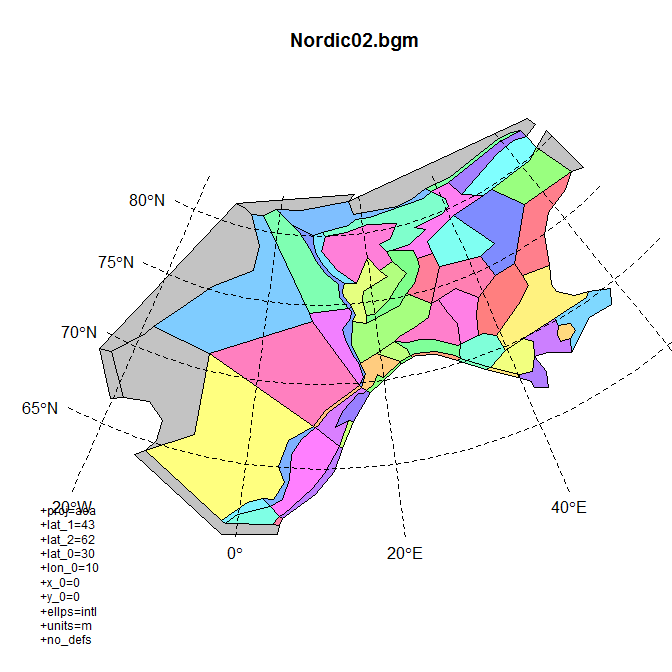 Nordic02.bgm
80°N
75°N
70°N
65°N
20°W
0°
20°E
40°E
+proj=aea
+lat_1=43
+lat_2=62
+lat_0=30
+lon_0=10
+x_0=0
+y_0=0
+ellps=intl
+units=m
+no_defs